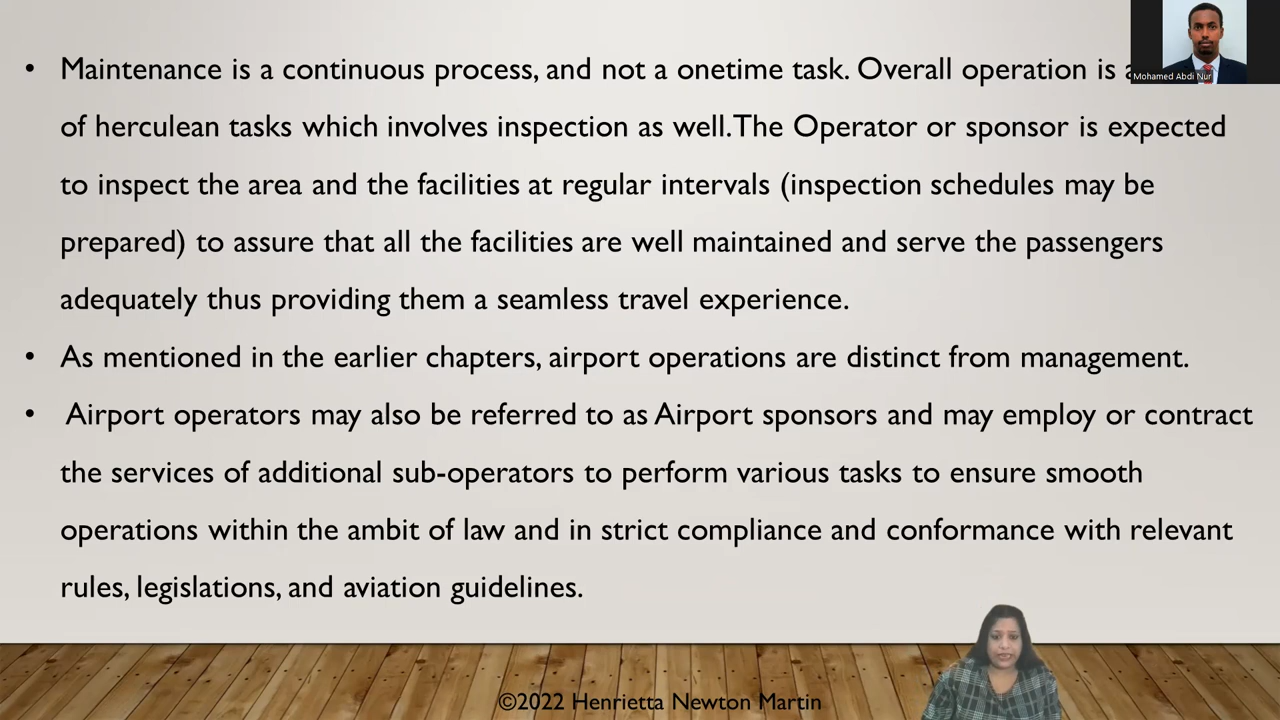 • Maintenance is a continuous process, and not a onetime task. Overall operation is a
Mohamed Abdi Nur
of herculean tasks which involves inspection as well.The Operator or sponsor is expected
to inspect the area and the facilities at regular intervals (inspection schedules may be
prepared) to assure that all the facilities are well maintained and serve the passengers
adequately thus providing them a seamless travel experience.
• As mentioned in the earlier chapters, airport operations are distinct from management.
• Airport operators may also be referred to as Airport sponsors and may employ or contract
the services of additional sub-operators to perform various tasks to ensure smooth
operations within the ambit of law and in strict compliance and conformance with relevant
rules, legislations, and aviation guidelines.
©2022 Henrietta Newton Martin